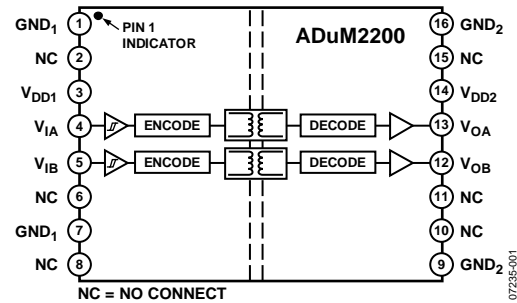 GND1 1 PIN 1 INDICATOR ADuM2200 16 GND2
NC 2 15 NC
VDD1 3 14 VDD2
VIA 4 ENCODE DECODE 13 VOA
VIB 5 ENCODE DECODE 12 VOB
NC 6 11 NC
GND1 7 10 NC
NC 8 9 GND2
NC = NO CONNECT
07235-001